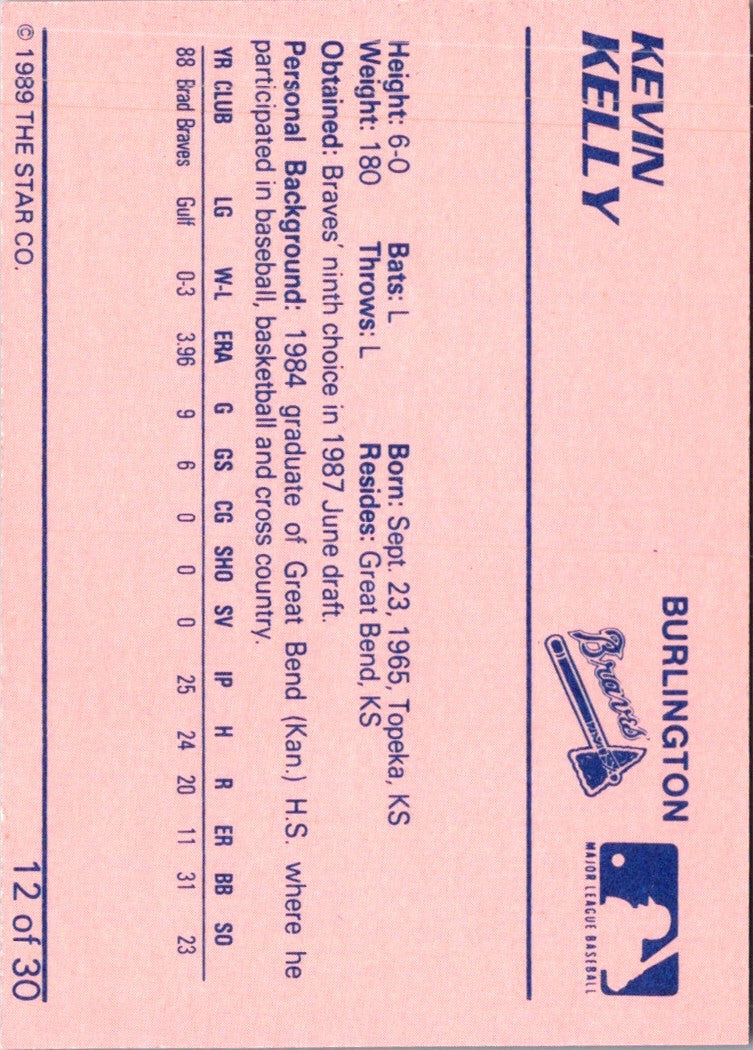 KEVIN
KELLY
BURLINGTON
Braves
MAJOR LEAGUE BASEBALL
Height: 6-0 Bats: L Born: Sept. 23, 1965, Topeka, KS
Weight: 180 Throws: L Resides: Great Bend, KS
Obtained: Braves' ninth choice in 1987 June draft.
Personal Background: 1984 graduate of Great Bend (Kan.) H.S. where he
participated in baseball, basketball and cross country.
YR CLUB LG W-L ERA G GS CG SHO SV IP H R ER BB SO
88 Brad Braves Gulf 0-3 3.96 9 6 0 0 0 25 24 20 11 31 23
© 1989 THE STAR CO. 12 of 30